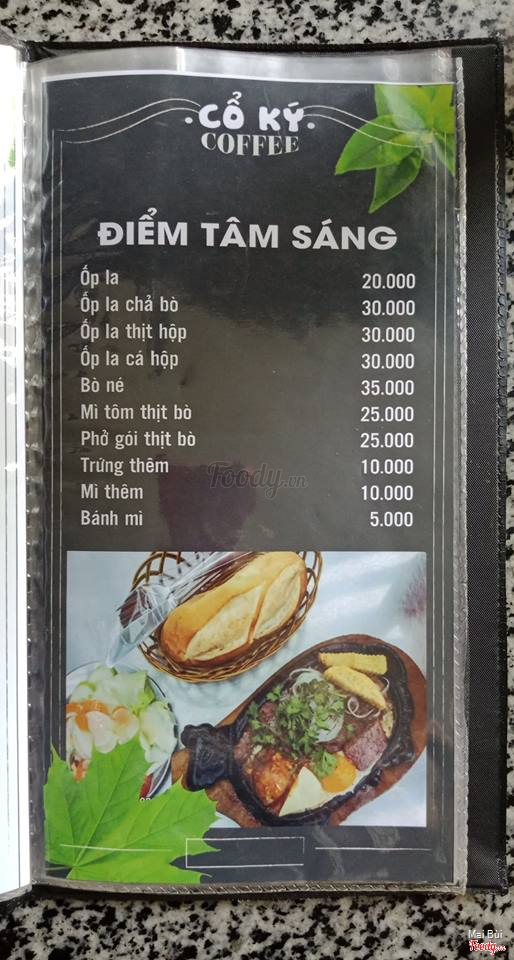 CỔ KÝ
COFFEE
ĐIỂM TÂM SÁNG
Ốp la 20.000
Ốp la chả bò 30.000
Ốp la thịt hộp 30.000
Ốp la cá hộp 30.000
Bò né 35.000
Mì tôm thịt bò 25.000
Phở gói thịt bò 25.000
Trứng thêm 10.000
Foody.vn
Mì thêm 10.000
Bánh mì 5.000
Mai Bùi
Foody.vn